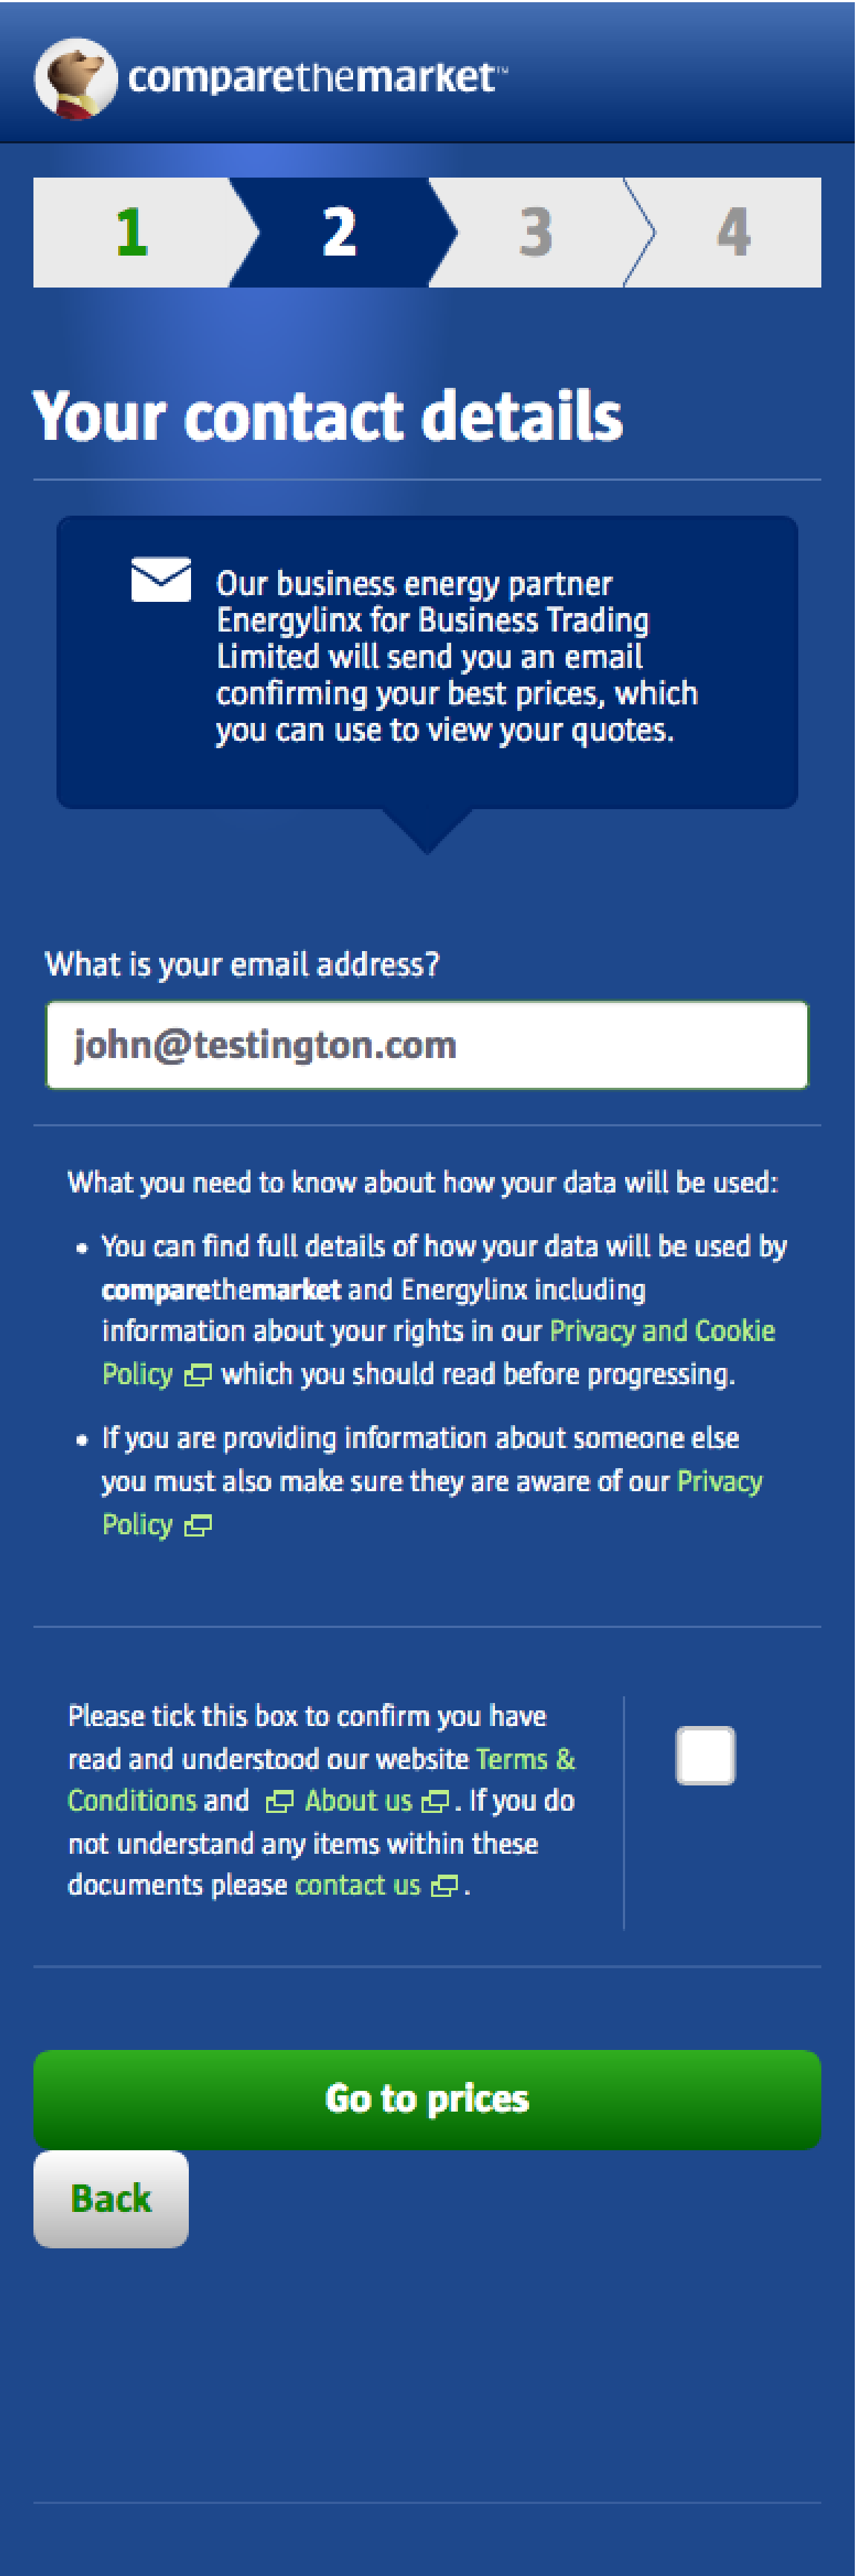 comparethemarket™
1 2 3 4
Your contact details
Our business energy partner
Energylinx for Business Trading
Limited will send you an email
confirming your best prices, which
you can use to view your quotes.
What is your email address?
john@testington.com
What you need to know about how your data will be used:
• You can find full details of how your data will be used by
comparethemarket and Energylinx including
information about your rights in our Privacy and Cookie
Policy which you should read before progressing.
• If you are providing information about someone else
you must also make sure they are aware of our Privacy
Policy
Please tick this box to confirm you have
read and understood our website Terms &
Conditions and About us . If you do
not understand any items within these
documents please contact us .
Go to prices
Back